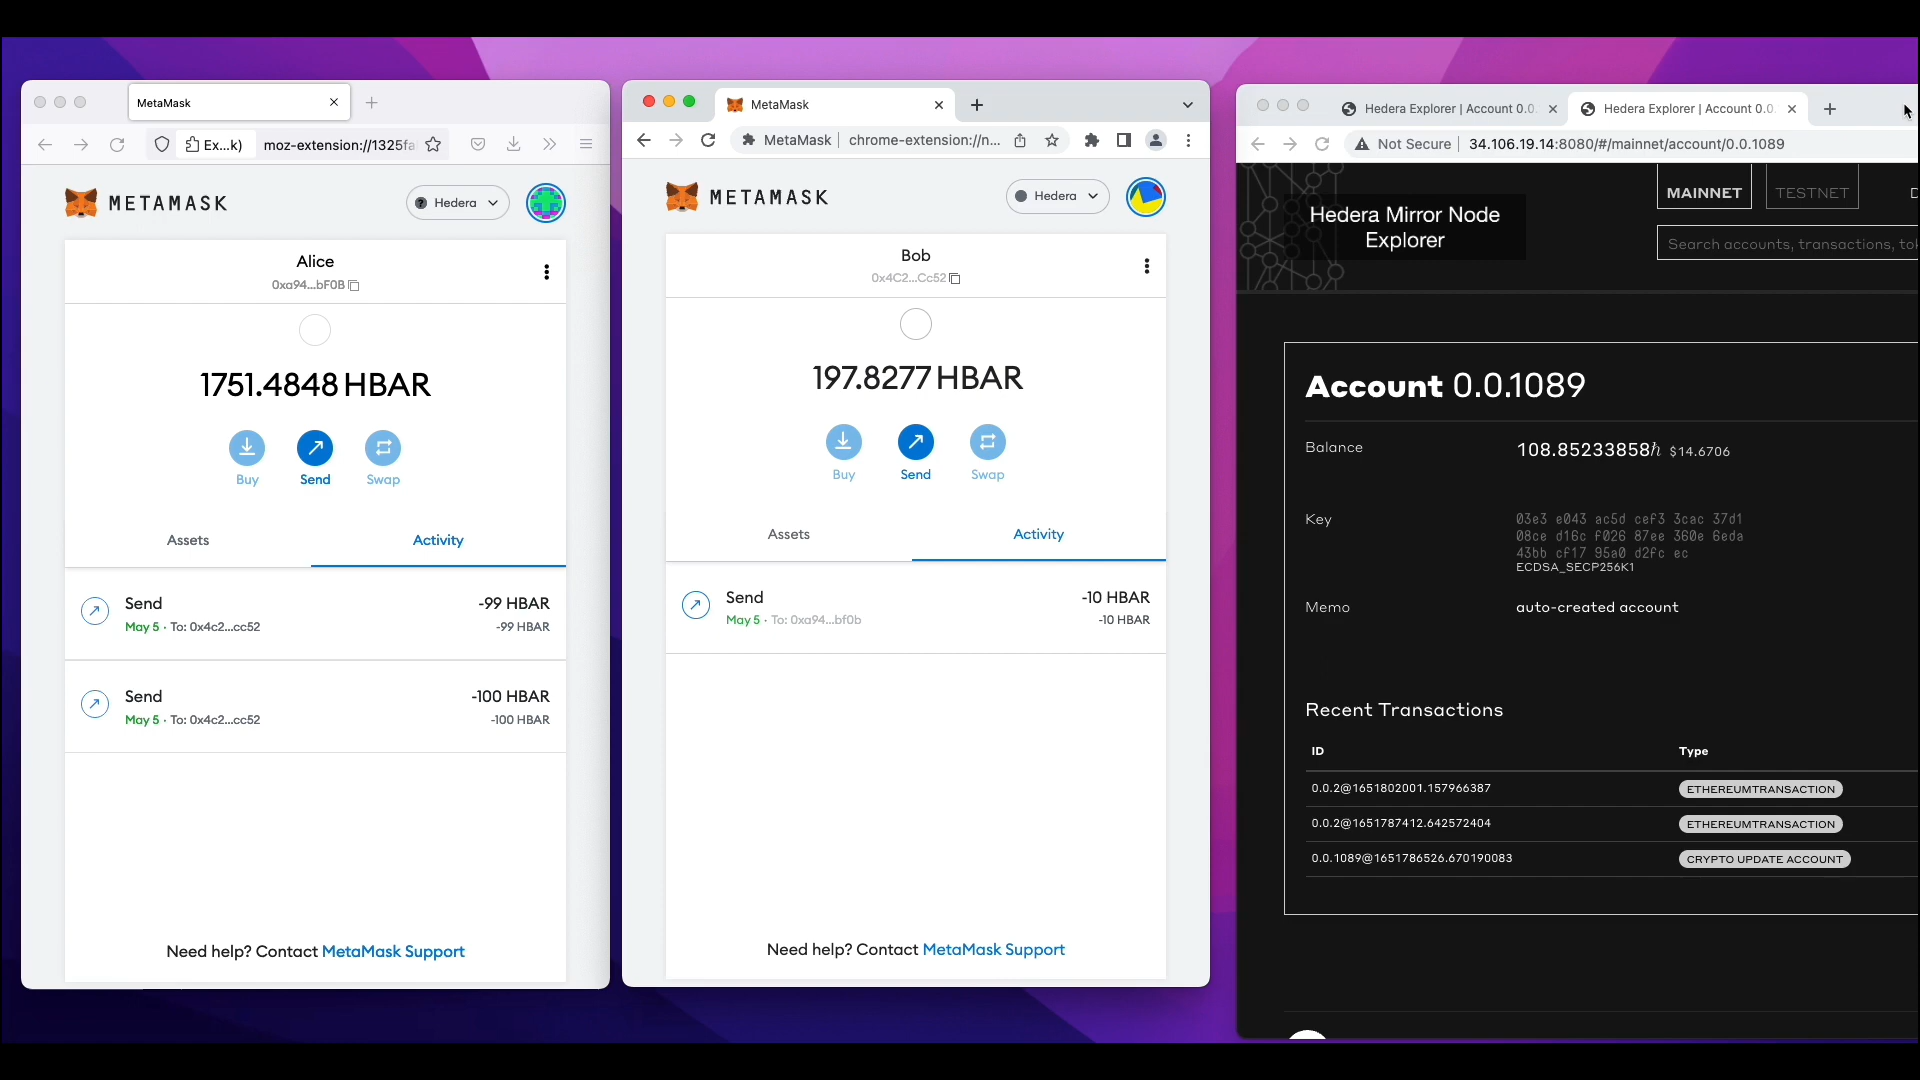 MetaMask
Ex...k)
moz-extension://1325fa
METAMASK
Hedera
Alice
0xa94...bF0B
1751.4848 HBAR
Buy
Send
Swap
Assets
Activity
Send
-99 HBAR
May 5 · To: 0x4c2...cc52
-99 HBAR
Send
-100 HBAR
May 5 · To: 0x4c2...cc52
-100 HBAR
Need help? Contact MetaMask Support
MetaMask
MetaMask
chrome-extension://n...
METAMASK
Hedera
Bob
0x4C2...Cc52
197.8277 HBAR
Buy
Send
Swap
Assets
Activity
Send
-10 HBAR
May 5 · To: 0xa94...bf0b
-10 HBAR
Need help? Contact MetaMask Support
Hedera Explorer | Account 0.0.
Hedera Explorer | Account 0.0.
Not Secure
34.106.19.14:8080/#/mainnet/account/0.0.1089
Hedera Mirror Node
Explorer
MAINNET
TESTNET
D
Search accounts, transactions, tok
Account 0.0.1089
Balance
108.85233858ℏ $14.6706
Key
03e3 e043 ac5d cef3 3cac 37d1
08ce d16c f026 87ee 360e 6eda
43bb cf17 95a0 d2fc ec
ECDSA_SECP256K1
Memo
auto-created account
Recent Transactions
ID
Type
0.0.2@1651802001.157966387
ETHEREUMTRANSACTION
0.0.2@1651787412.642572404
ETHEREUMTRANSACTION
0.0.1089@1651786526.670190083
CRYPTO UPDATE ACCOUNT